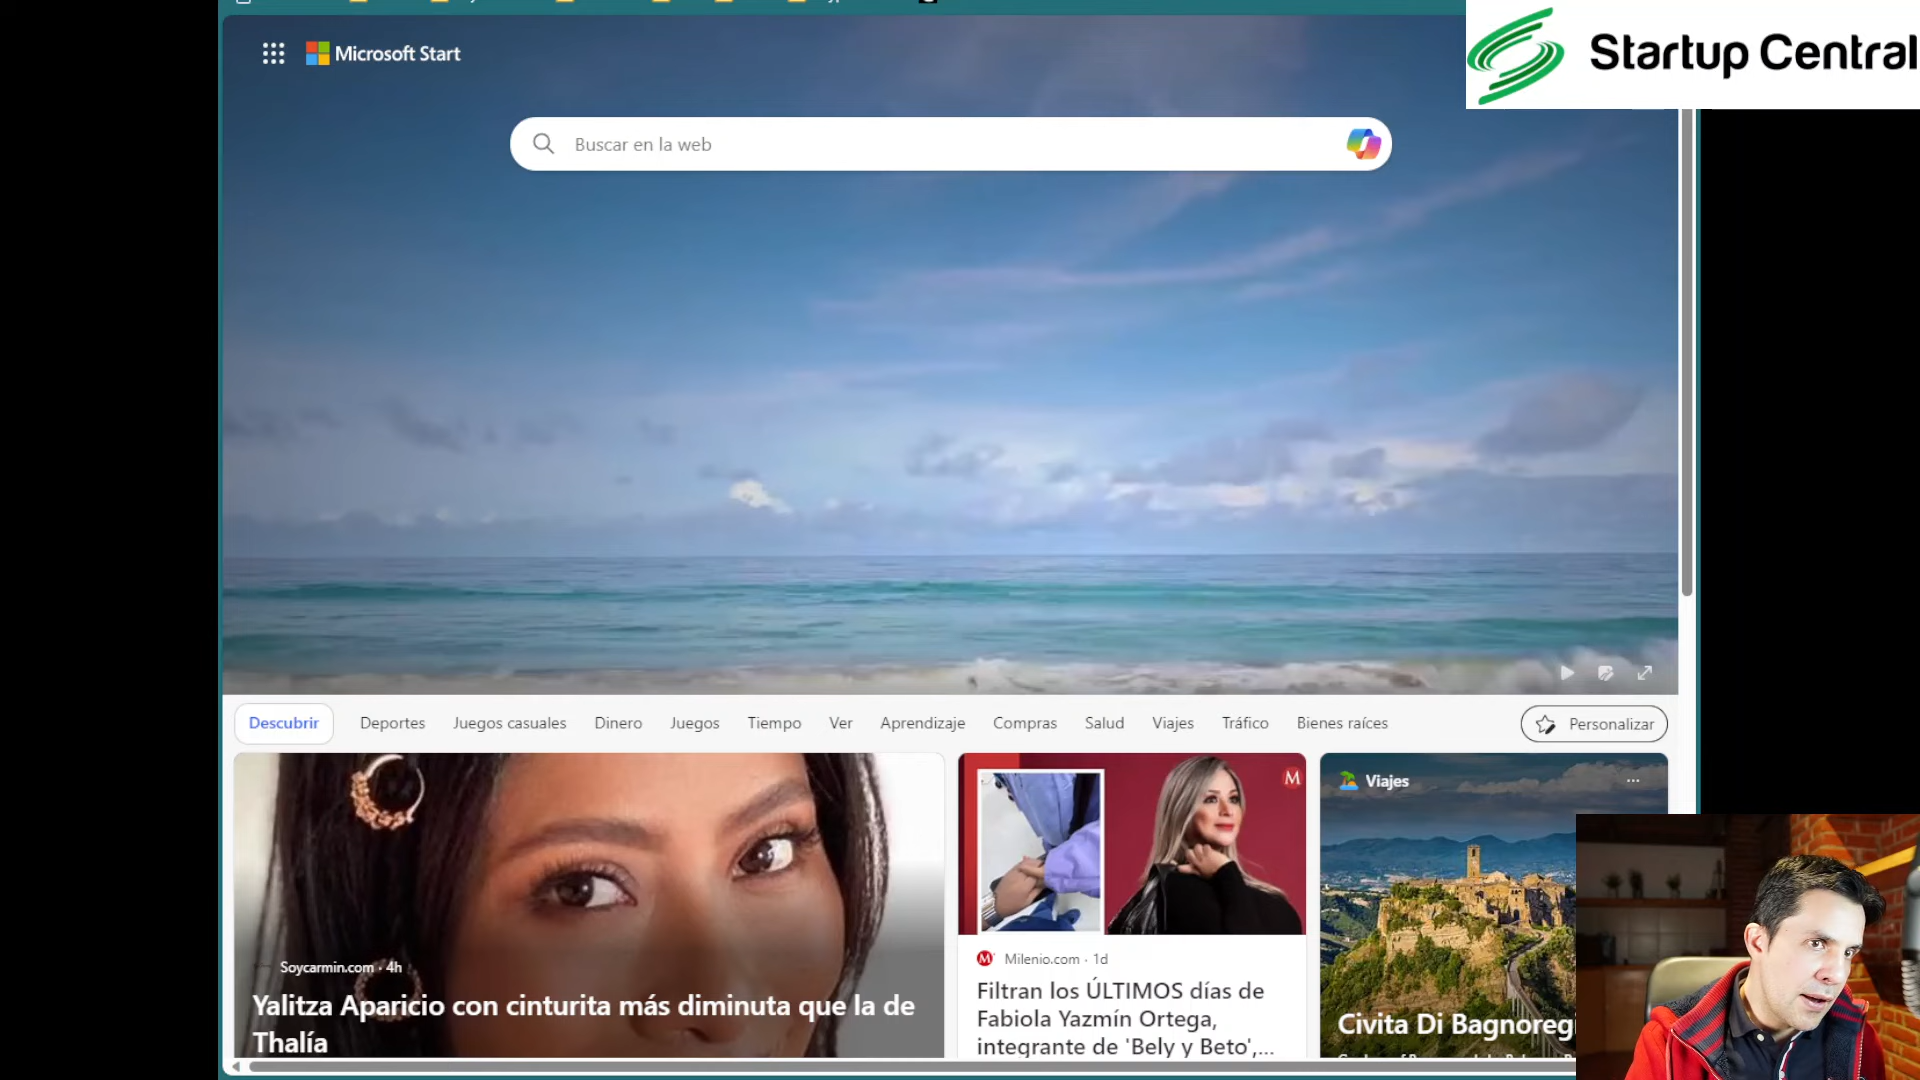 Microsoft Start
Startup Central
Buscar en la web
Descubrir
Deportes
Juegos casuales
Dinero
Juegos
Tiempo
Ver
Aprendizaje
Compras
Salud
Viajes
Tráfico
Bienes raíces
Personalizar
Soycarmin.com · 4h
Yalitza Aparicio con cinturita más diminuta que la de
Thalía
M
M
Milenio.com · 1d
Filtran los ÚLTIMOS días de
Fabiola Yazmín Ortega,
integrante de 'Bely y Beto',...
Viajes
Civita Di Bagnoreg